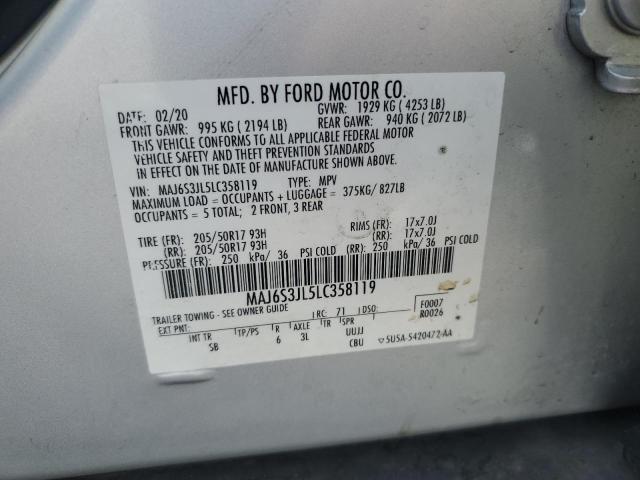 MFD. BY FORD MOTOR CO.
DATE: 02/20 GVWR: 1929 KG ( 4253 LB)
FRONT GAWR: 995 KG ( 2194 LB) REAR GAWR: 940 KG ( 2072 LB)
THIS VEHICLE CONFORMS TO ALL APPLICABLE FEDERAL MOTOR
VEHICLE SAFETY AND THEFT PREVENTION STANDARDS
IN EFFECT ON THE DATE OF MANUFACTURE SHOWN ABOVE.
VIN: MAJ6S3JL5LC358119 TYPE: MPV
MAXIMUM LOAD = OCCUPANTS + LUGGAGE = 375KG/ 827LB
OCCUPANTS = 5 TOTAL; 2 FRONT, 3 REAR
TIRE (FR): 205/50R17 93H RIMS (FR): 17x7.0J
(RR): 205/50R17 93H (RR): 17x7.0J
PRESSURE (FR): 250 kPa/ 36 PSI COLD (RR): 250 kPa/ 36 PSI COLD
MAJ6S3JL5LC358119
TRAILER TOWING - SEE OWNER GUIDE
EXT PNT: RC: 71 DSO: F0007
R0026
INT TR TP/PS R AXLE TR SPR UUJJ
SB 6 3L CBU ▽5U5A-5420472-AA